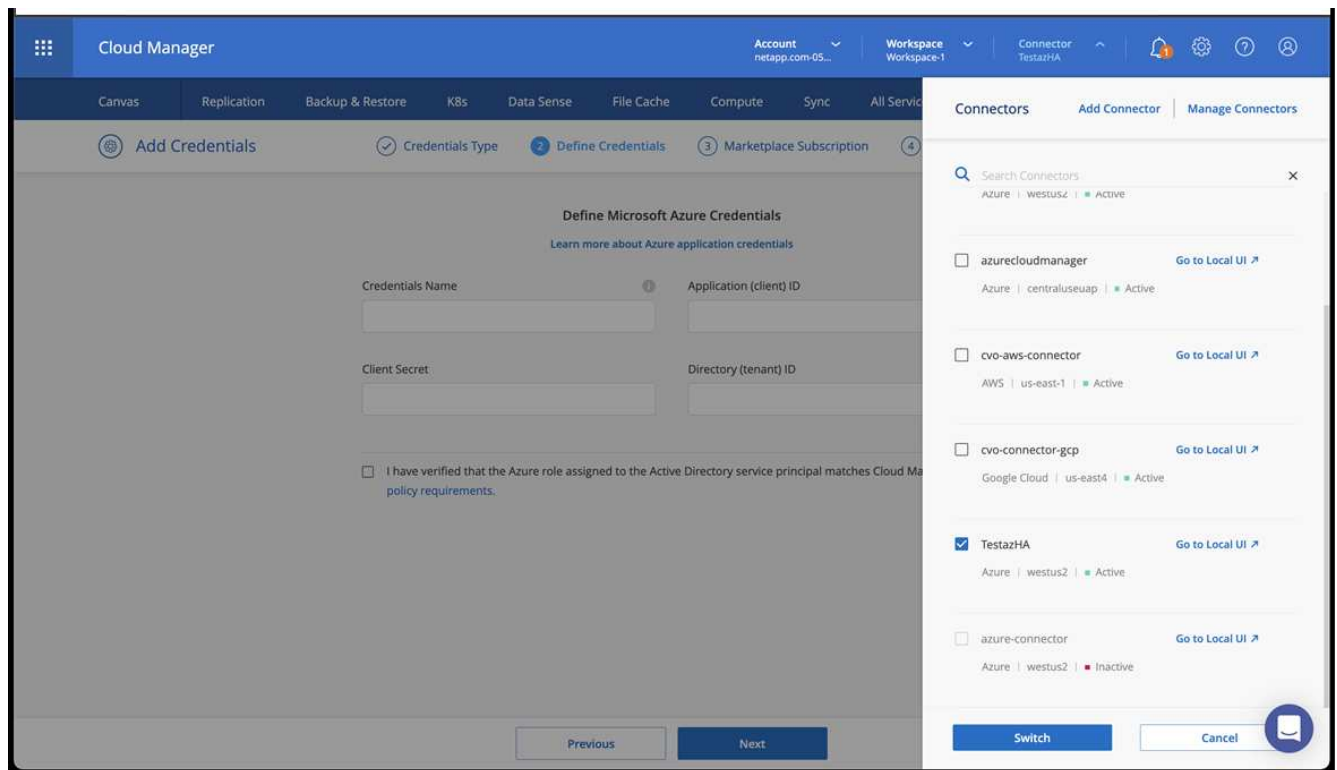 Cloud Manager
Account
netapp.com-05...
Workspace
Workspace-1
Connector
TestazHA
1
Canvas Replication Backup & Restore K8s Data Sense File Cache Compute Sync All Servic
Add Credentials
Credentials Type
2 Define Credentials
3 Marketplace Subscription
4
Define Microsoft Azure Credentials
Learn more about Azure application credentials
Credentials Name
Application (client) ID
Client Secret
Directory (tenant) ID
I have verified that the Azure role assigned to the Active Directory service principal matches Cloud Ma
policy requirements.
Previous
Next
Connectors
Add Connector | Manage Connectors
Search Connectors
Azure | westus2 | Active
azurecloudmanager Go to Local UI
Azure | centraluseuap | Active
cvo-aws-connector Go to Local UI
AWS | us-east-1 | Active
cvo-connector-gcp Go to Local UI
Google Cloud | us-east4 | Active
TestazHA Go to Local UI
Azure | westus2 | Active
azure-connector Go to Local UI
Azure | westus2 | Inactive
Switch
Cancel